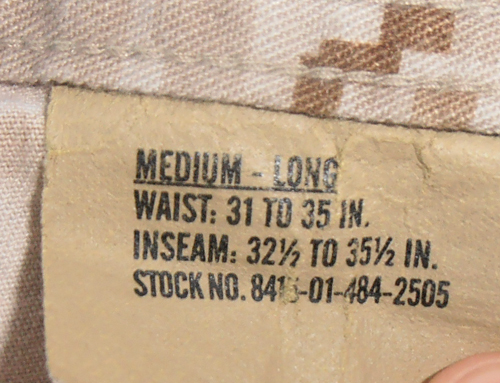 MEDIUM - LONG
WAIST: 31 TO 35 IN.
INSEAM: 32½ TO 35½ IN.
STOCK NO. 8415-01-484-2505